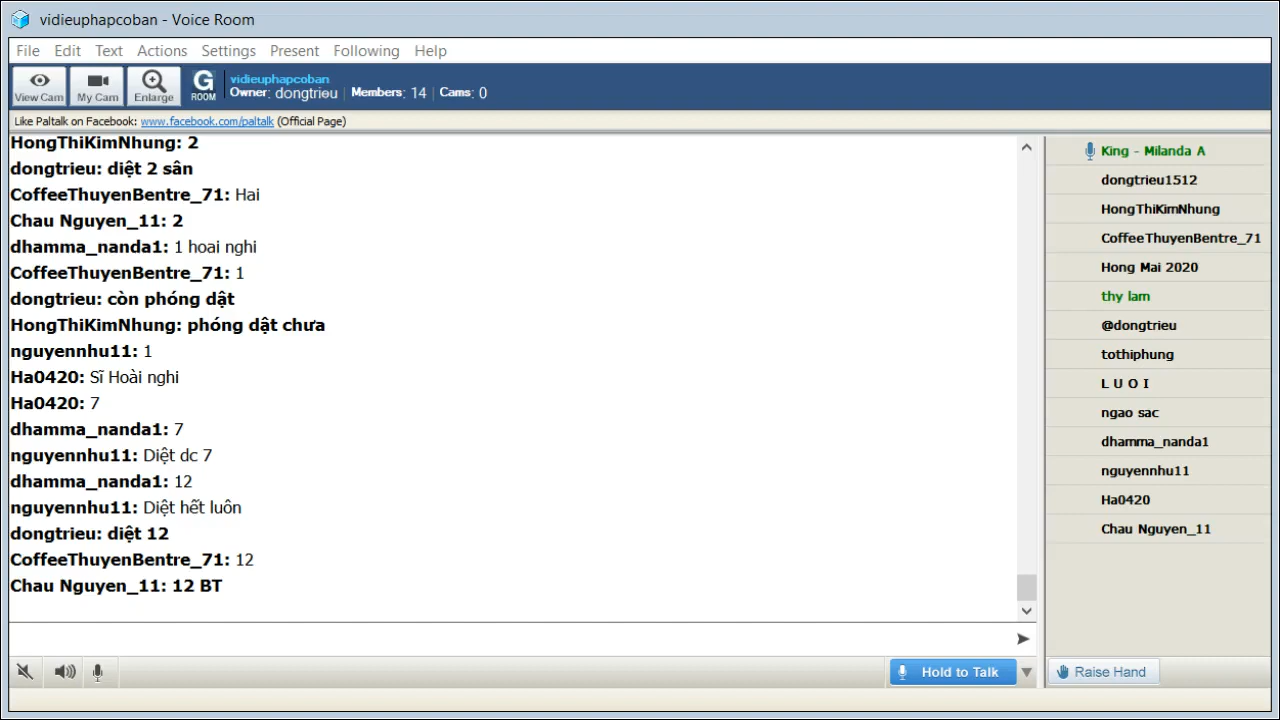 vidieuphapcoban - Voice Room
File Edit Text Actions Settings Present Following Help
View Cam My Cam Enlarge G ROOM
vidieuphapcoban
Owner: dongtrieu | Members: 14 | Cams: 0
Like Paltalk on Facebook: www.facebook.com/paltalk (Official Page)
HongThiKimNhung: 2
dongtrieu: diệt 2 sân
CoffeeThuyenBentre_71: Hai
Chau Nguyen_11: 2
dhamma_nanda1: 1 hoai nghi
CoffeeThuyenBentre_71: 1
dongtrieu: còn phóng dật
HongThiKimNhung: phóng dật chưa
nguyennhu11: 1
Ha0420: Sĩ Hoài nghi
Ha0420: 7
dhamma_nanda1: 7
nguyennhu11: Diệt dc 7
dhamma_nanda1: 12
nguyennhu11: Diệt hết luôn
dongtrieu: diệt 12
CoffeeThuyenBentre_71: 12
Chau Nguyen_11: 12 BT
King - Milanda A
dongtrieu1512
HongThiKimNhung
CoffeeThuyenBentre_71
Hong Mai 2020
thy lam
@dongtrieu
tothiphung
L U O I
ngao sac
dhamma_nanda1
nguyennhu11
Ha0420
Chau Nguyen_11
Hold to Talk
Raise Hand